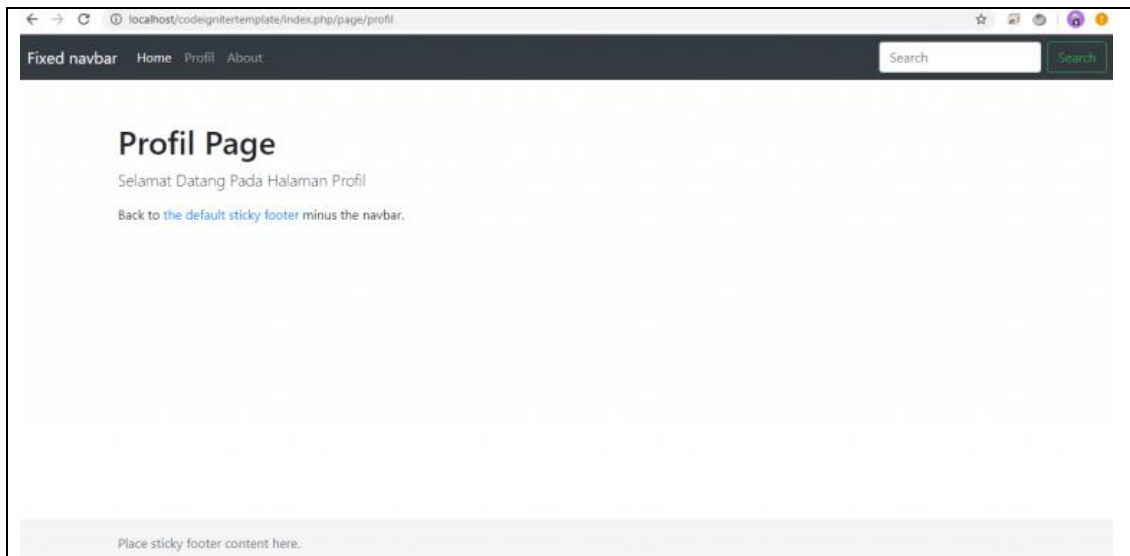 localhost/codeignitertemplate/index.php/page/profil
Fixed navbar Home Profil About Search Search
Profil Page
Selamat Datang Pada Halaman Profil
Back to the default sticky footer minus the navbar.
Place sticky footer content here.